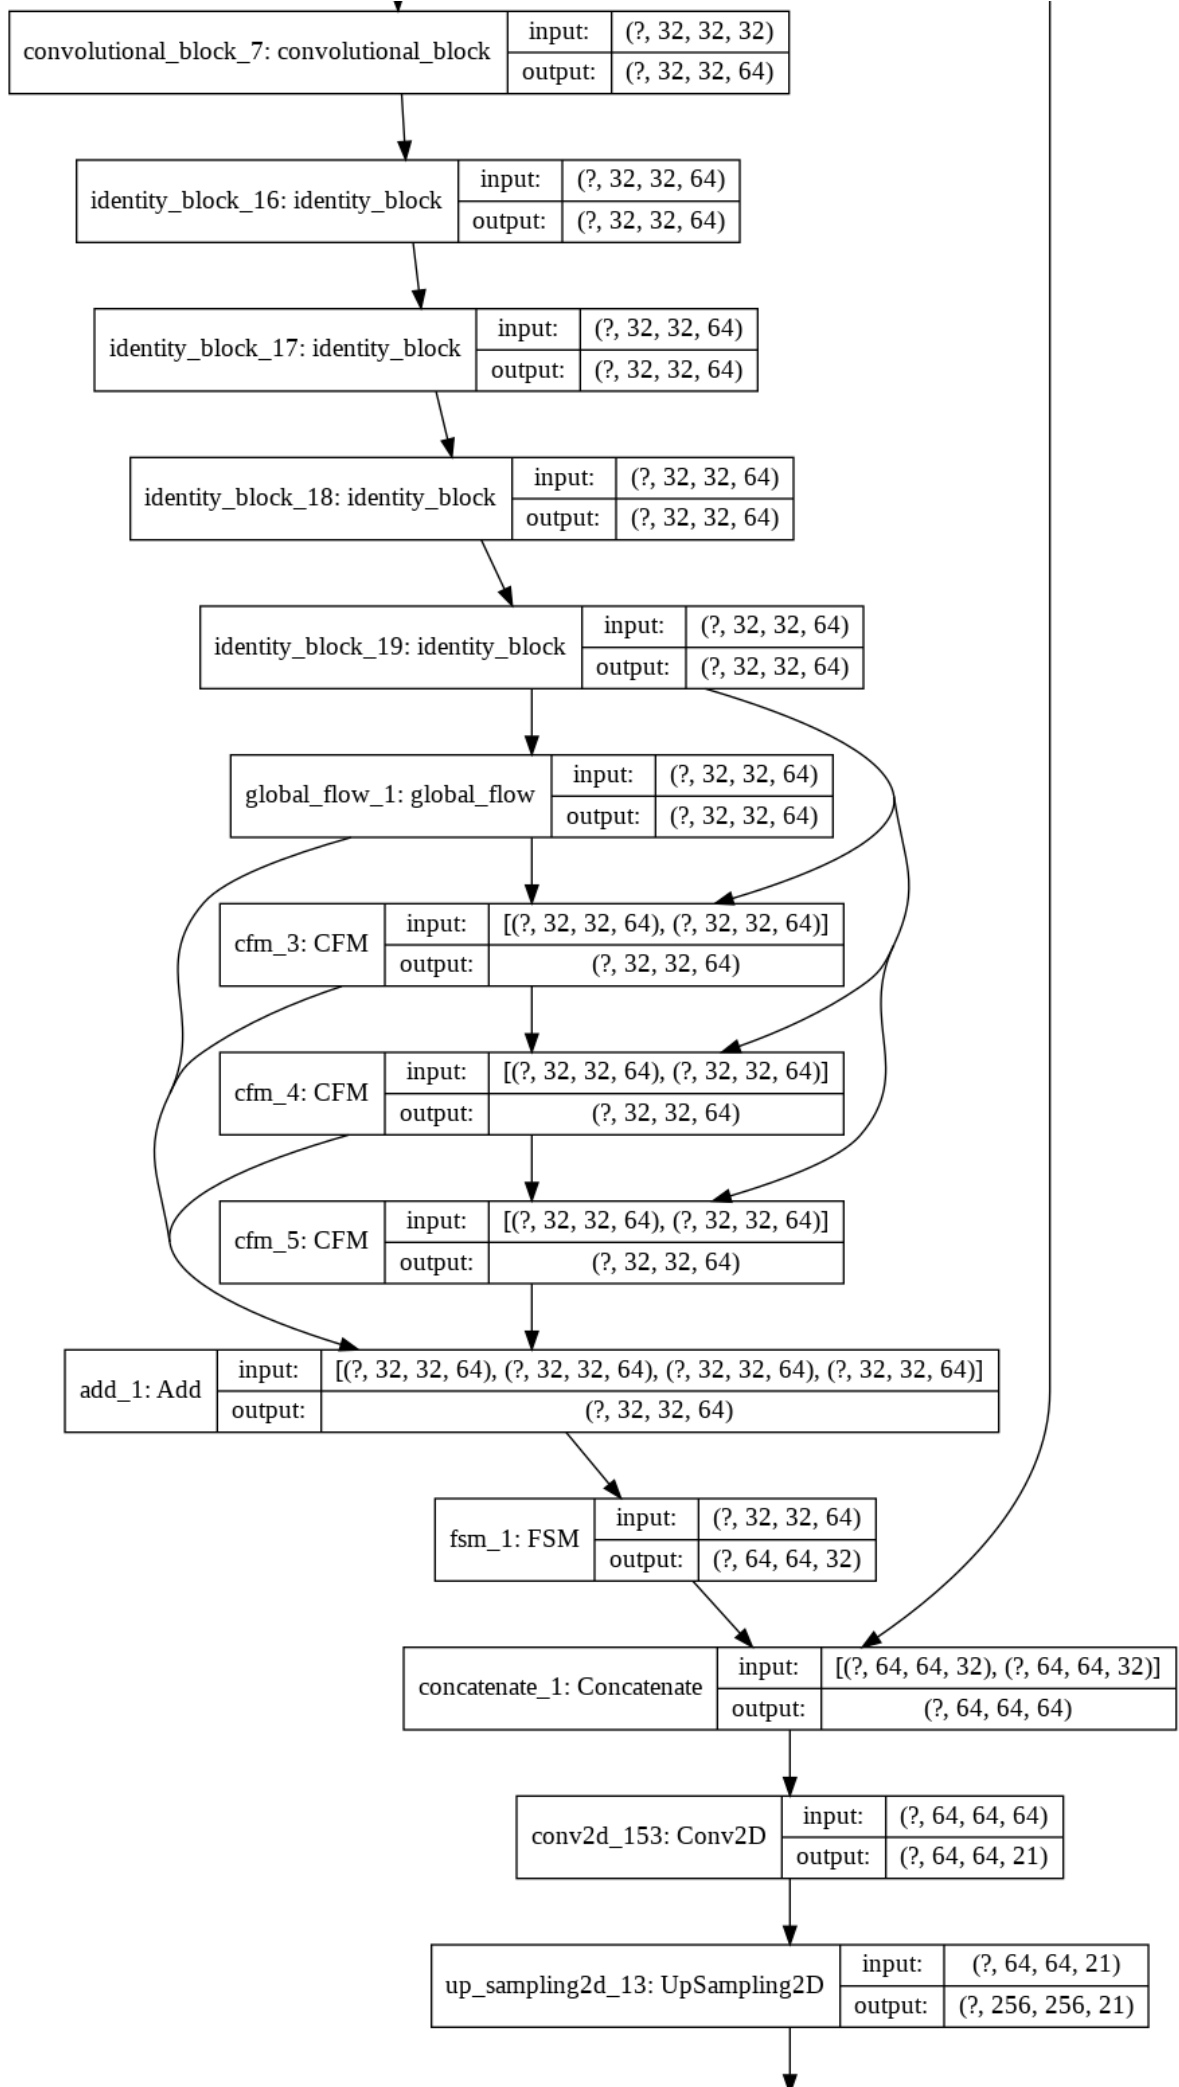 convolutional_block_7: convolutional_block
input: (?, 32, 32, 32)
output: (?, 32, 32, 64)
identity_block_16: identity_block
input: (?, 32, 32, 64)
output: (?, 32, 32, 64)
identity_block_17: identity_block
input: (?, 32, 32, 64)
output: (?, 32, 32, 64)
identity_block_18: identity_block
input: (?, 32, 32, 64)
output: (?, 32, 32, 64)
identity_block_19: identity_block
input: (?, 32, 32, 64)
output: (?, 32, 32, 64)
global_flow_1: global_flow
input: (?, 32, 32, 64)
output: (?, 32, 32, 64)
cfm_3: CFM
input: [(?, 32, 32, 64), (?, 32, 32, 64)]
output: (?, 32, 32, 64)
cfm_4: CFM
input: [(?, 32, 32, 64), (?, 32, 32, 64)]
output: (?, 32, 32, 64)
cfm_5: CFM
input: [(?, 32, 32, 64), (?, 32, 32, 64)]
output: (?, 32, 32, 64)
add_1: Add
input: [(?, 32, 32, 64), (?, 32, 32, 64), (?, 32, 32, 64), (?, 32, 32, 64)]
output: (?, 32, 32, 64)
fsm_1: FSM
input: (?, 32, 32, 64)
output: (?, 64, 64, 32)
concatenate_1: Concatenate
input: [(?, 64, 64, 32), (?, 64, 64, 32)]
output: (?, 64, 64, 64)
conv2d_153: Conv2D
input: (?, 64, 64, 64)
output: (?, 64, 64, 21)
up_sampling2d_13: UpSampling2D
input: (?, 64, 64, 21)
output: (?, 256, 256, 21)